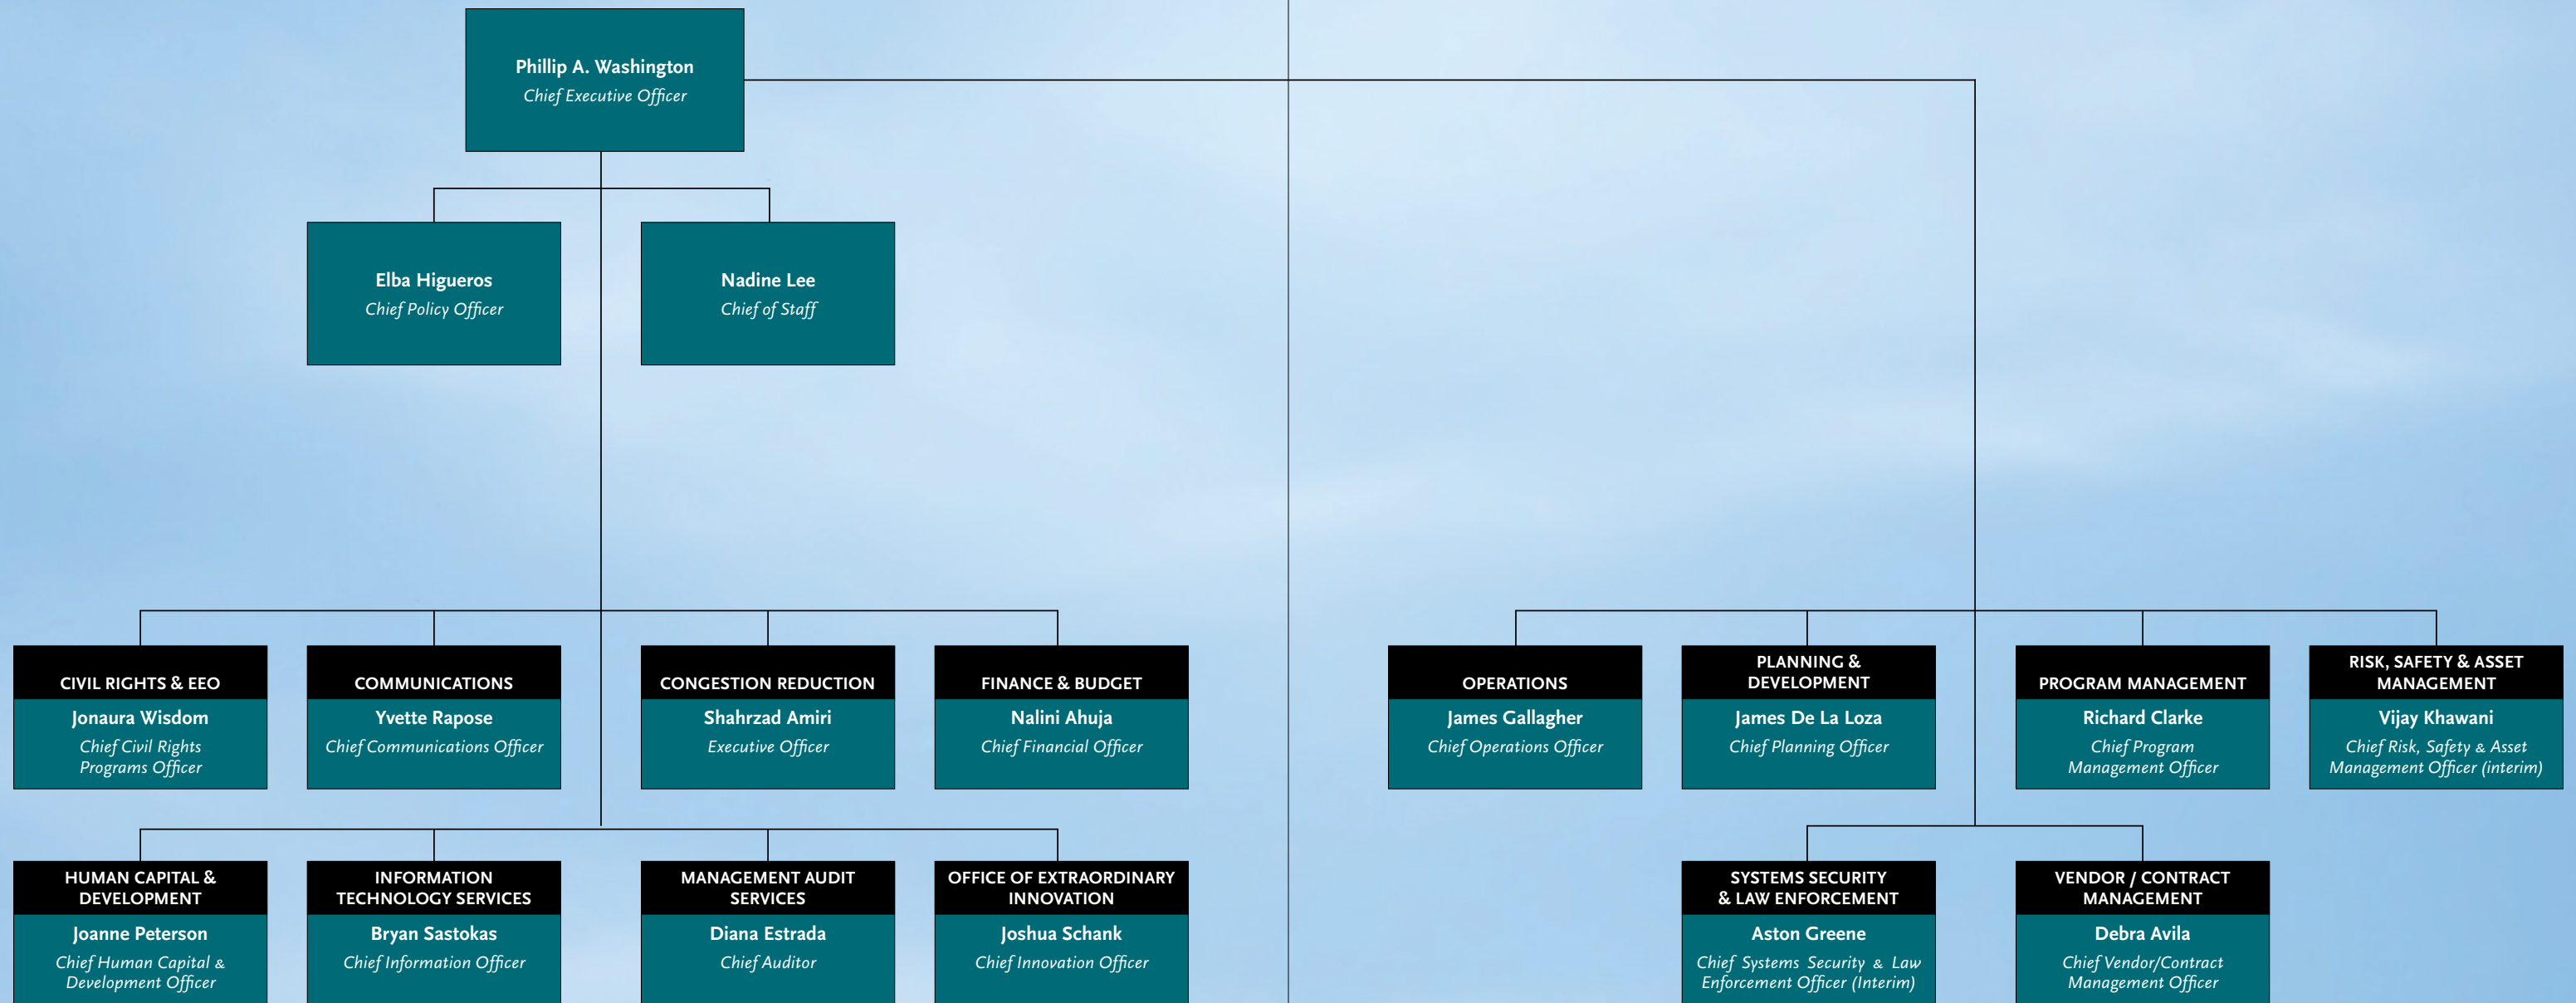 Phillip A. Washington
Chief Executive Officer
Elba Higueros
Chief Policy Officer
Nadine Lee
Chief of Staff
CIVIL RIGHTS & EEO
Jonaura Wisdom
Chief Civil Rights
Programs Officer
COMMUNICATIONS
Yvette Rapose
Chief Communications Officer
CONGESTION REDUCTION
Shahrzad Amiri
Executive Officer
FINANCE & BUDGET
Nalini Ahuja
Chief Financial Officer
OPERATIONS
James Gallagher
Chief Operations Officer
PLANNING &
DEVELOPMENT
James De La Loza
Chief Planning Officer
PROGRAM MANAGEMENT
Richard Clarke
Chief Program
Management Officer
RISK, SAFETY & ASSET
MANAGEMENT
Vijay Khawani
Chief Risk, Safety & Asset
Management Officer (interim)
HUMAN CAPITAL &
DEVELOPMENT
Joanne Peterson
Chief Human Capital &
Development Officer
INFORMATION
TECHNOLOGY SERVICES
Bryan Sastokas
Chief Information Officer
MANAGEMENT AUDIT
SERVICES
Diana Estrada
Chief Auditor
OFFICE OF EXTRAORDINARY
INNOVATION
Joshua Schank
Chief Innovation Officer
SYSTEMS SECURITY
& LAW ENFORCEMENT
Aston Greene
Chief Systems Security & Law
Enforcement Officer (Interim)
VENDOR / CONTRACT
MANAGEMENT
Debra Avila
Chief Vendor/Contract
Management Officer